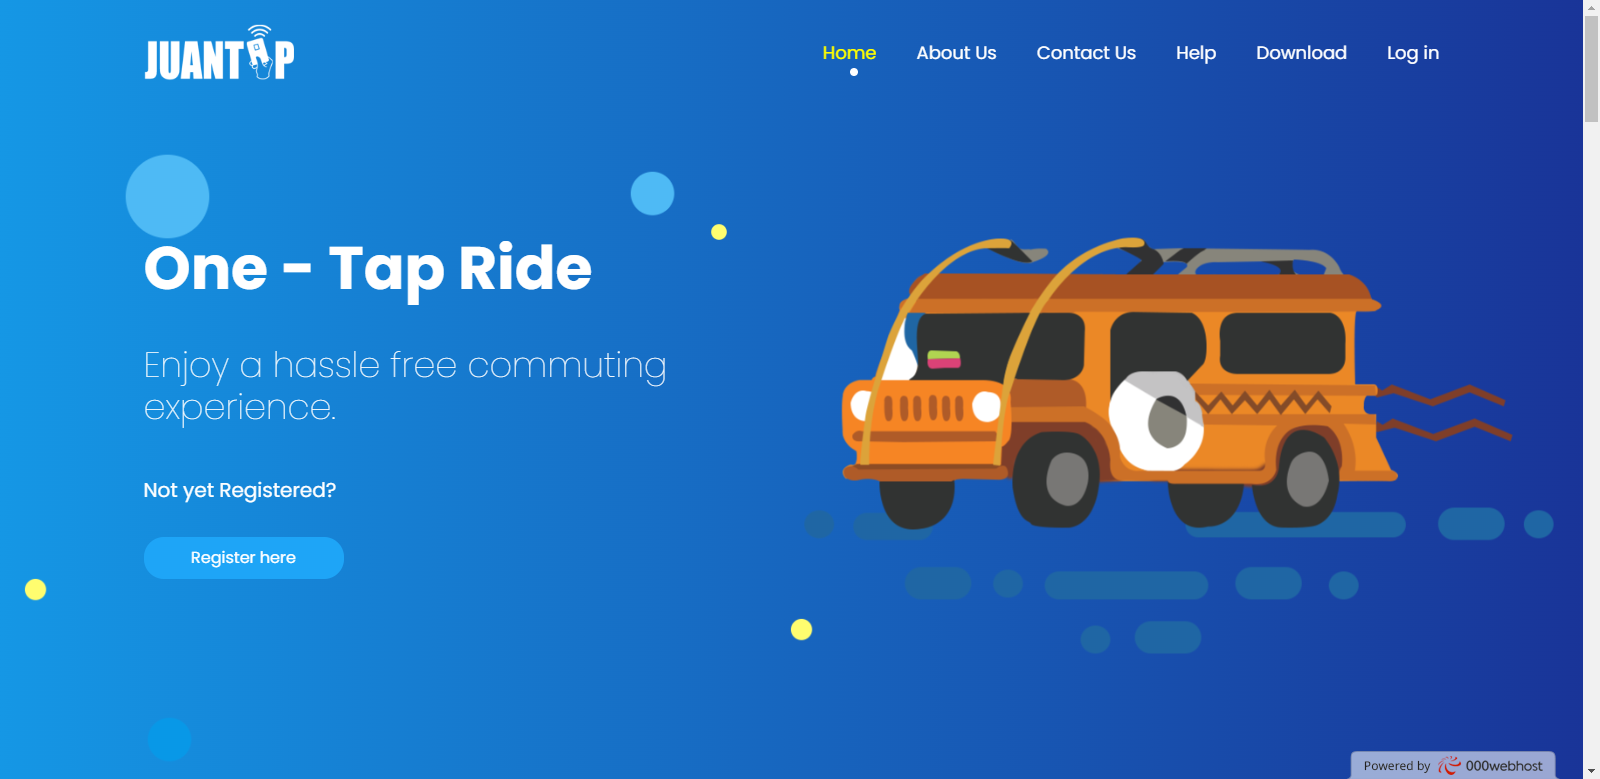 JUANTAP
Home
About Us
Contact Us
Help
Download
Log in
One - Tap Ride
Enjoy a hassle free commuting
experience.
Not yet Registered?
Register here
Powered by 000webhost